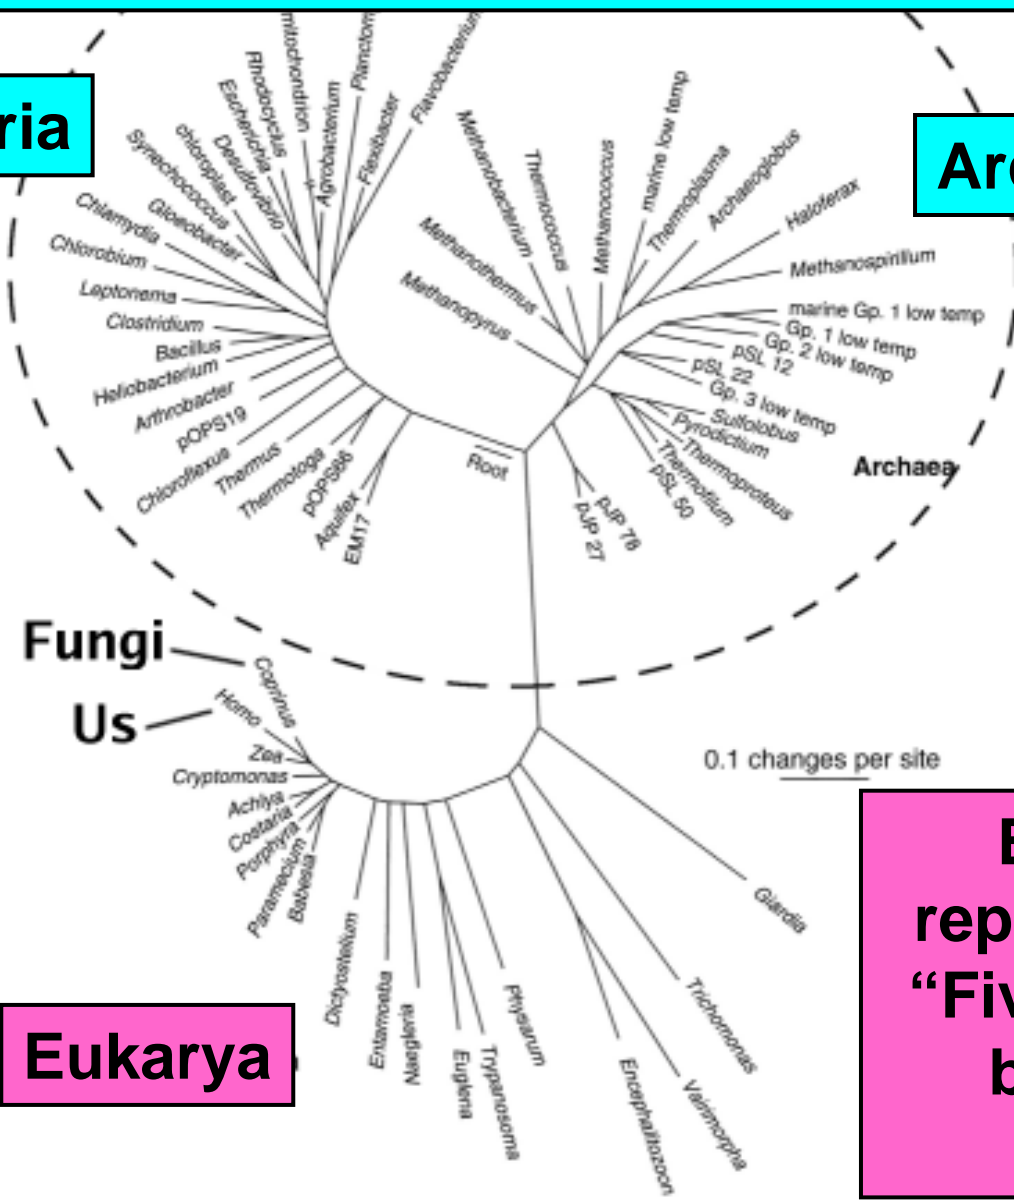 mitochondrion
Planctom
Flavobacterium
Rhodocyclus
Escherichia
Desulfovibrio
chloroplast
Synechococcus
Gloeobacter
Chlamydia
Chlorobium
Leptonema
Clostridium
Bacillus
Heliobacterium
Arthrobacter
pOPS19
Chloroflexus
Thermus
Thermotoga
pOPS66
Aquifex
EM17
Agrobacterium
Flexibacter
ria
Root
Methanopyrus
Methanothermus
Methanobacterium
Thermococcus
Methanococcus
marine low temp
Thermoplasma
Archaeoglobus
Haloferax
Methanospirillum
marine Gp. 1 low temp
Gp. 1 low temp
Gp. 2 low temp
pSL 12
pSL 22
Gp. 3 low temp
Sulfolobus
Pyrodictium
Thermoproteus
Thermofilum
pSL 50
pJP 78
pJP 27
Arc
Archaea
Fungi
Us
Coprinus
Homo
Zea
Cryptomonas
Achlya
Costaria
Porphyra
Paramecium
Babesia
Dictyostelium
Entamoeba
Naegleria
Euglena
Trypanosoma
Physarum
Encephalitozoon
Vairimorpha
Trichomonas
Giardia
0.1 changes per site
Eukarya
rep
“Fiv
b